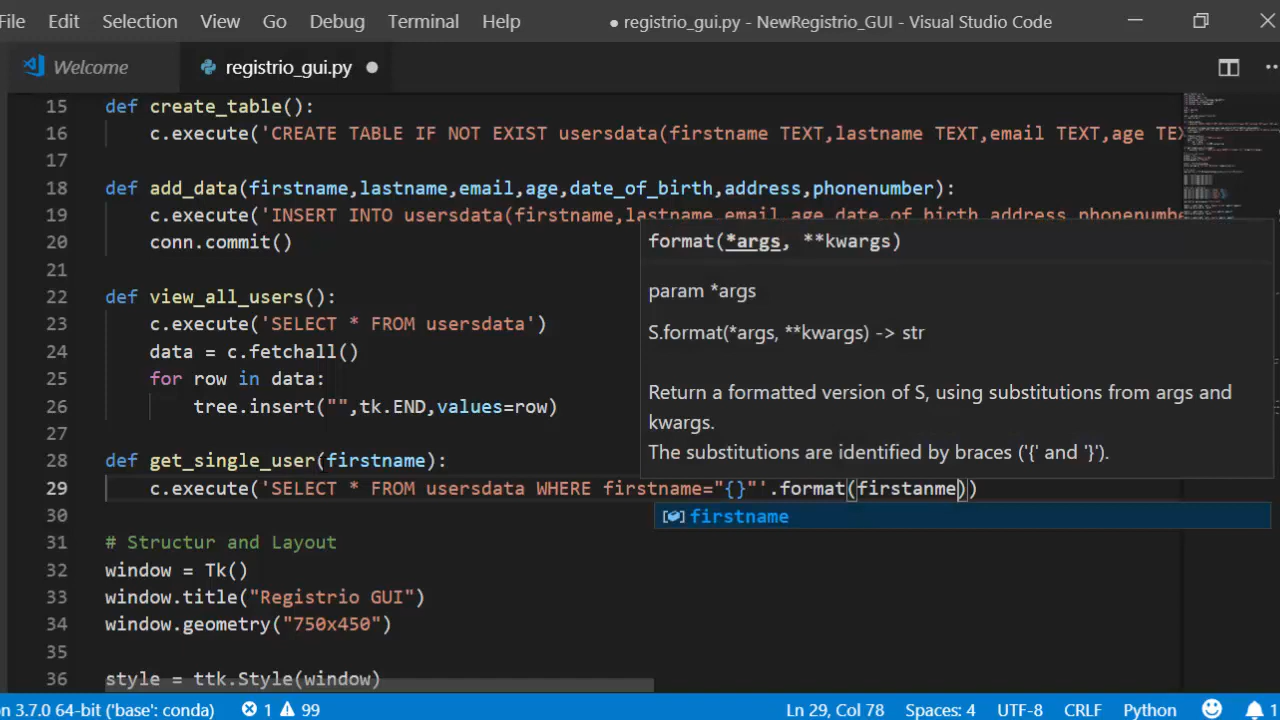 File Edit Selection View Go Debug Terminal Help ● registrio_gui.py - NewRegistrio_GUI - Visual Studio Code
Welcome registrio_gui.py
15 def create_table():
16 c.execute('CREATE TABLE IF NOT EXIST usersdata(firstname TEXT,lastname TEXT,email TEXT,age TEX
17
18 def add_data(firstname,lastname,email,age,date_of_birth,address,phonenumber):
19 c.execute('INSERT INTO usersdata(firstname,lastname,email,age,date_of_birth,address,phonenumbe
20 conn.commit()
21
22 def view_all_users():
23 c.execute('SELECT * FROM usersdata')
24 data = c.fetchall()
25 for row in data:
26 tree.insert("",tk.END,values=row)
27
28 def get_single_user(firstname):
29 c.execute('SELECT * FROM usersdata WHERE firstname="{}"'.format(firstanme))
30
31 # Structur and Layout
32 window = Tk()
33 window.title("Registrio GUI")
34 window.geometry("750x450")
35
36 style = ttk.Style(window)
format(*args, **kwargs)
param *args
S.format(*args, **kwargs) -> str
Return a formatted version of S, using substitutions from args and
kwargs.
The substitutions are identified by braces ('{' and '}').
firstname
n 3.7.0 64-bit ('base': conda) 1 99 Ln 29, Col 78 Spaces: 4 UTF-8 CRLF Python 1